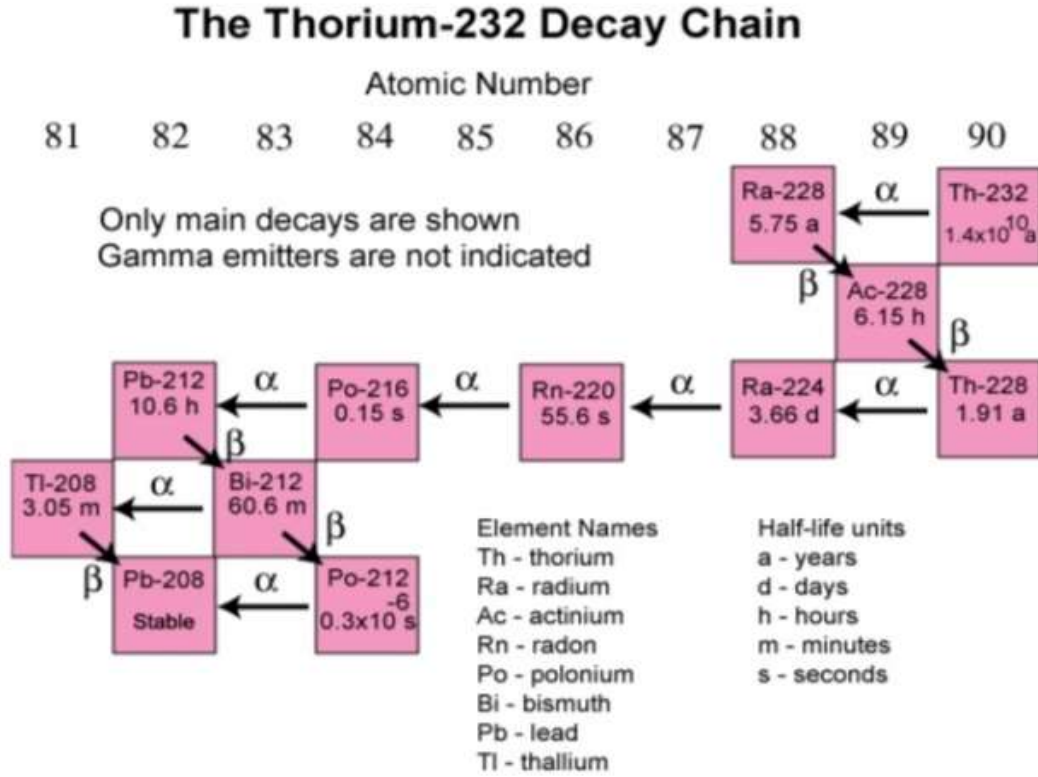 The Thorium-232 Decay Chain
Atomic Number
81 82 83 84 85 86 87 88 89 90
Only main decays are shown
Gamma emitters are not indicated
Ra-228
5.75 a
α
Th-232
1.4x10^10 a
β
Ac-228
6.15 h
β
Pb-212
10.6 h
α
Po-216
0.15 s
α
Rn-220
55.6 s
α
Ra-224
3.66 d
α
Th-228
1.91 a
β
Tl-208
3.05 m
α
Bi-212
60.6 m
β
β
Pb-208
Stable
α
Po-212
0.3x10^-6 s
Element Names
Th - thorium
Ra - radium
Ac - actinium
Rn - radon
Po - polonium
Bi - bismuth
Pb - lead
Tl - thallium
Half-life units
a - years
d - days
h - hours
m - minutes
s - seconds